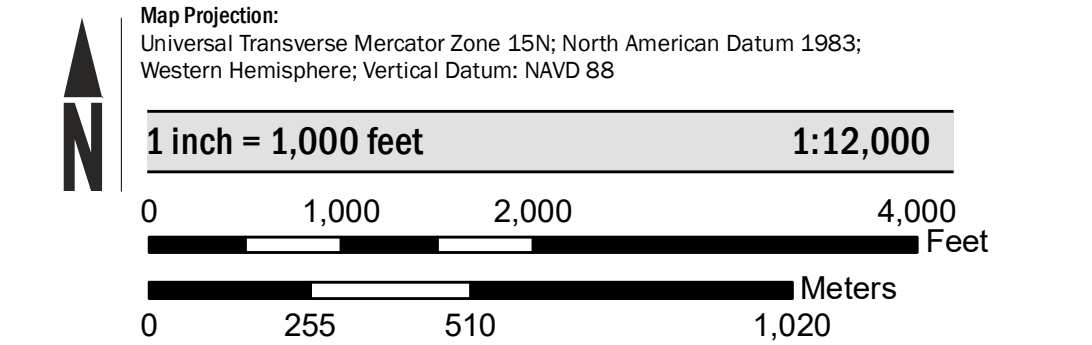 Map Projection:
Universal Transverse Mercator Zone 15N; North American Datum 1983;
Western Hemisphere; Vertical Datum: NAVD 88
N
1 inch = 1,000 feet 1:12,000
0 1,000 2,000 4,000
Feet
Meters
0 255 510 1,020